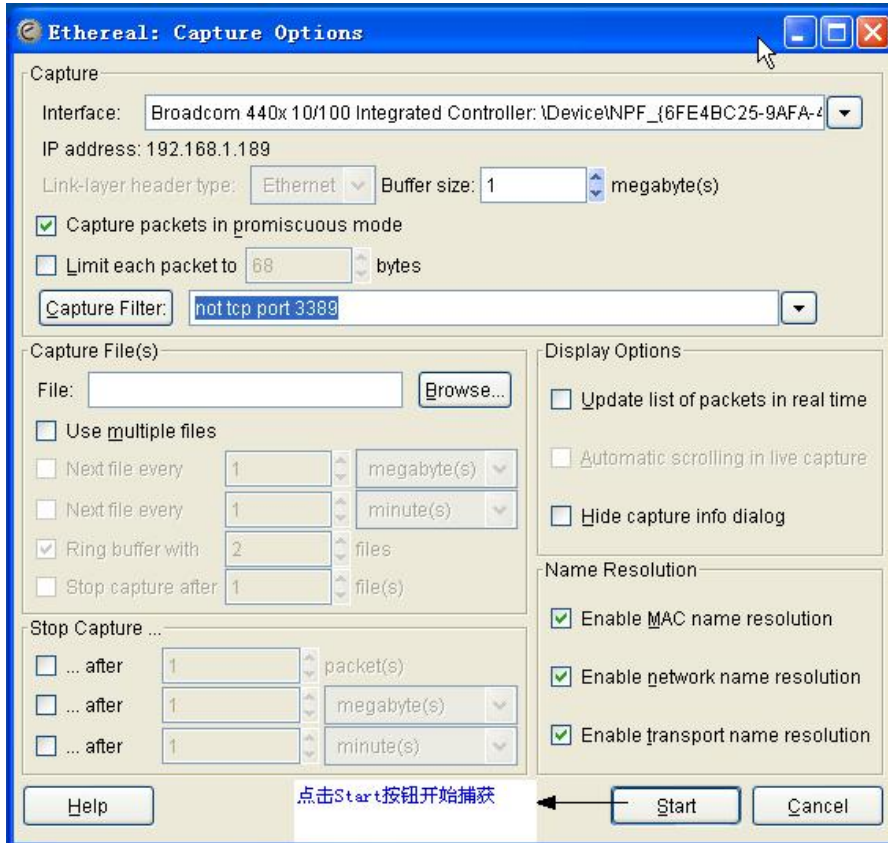 Ethereal: Capture Options
Capture
Interface: Broadcom 440x 10/100 Integrated Controller: \Device\NPF_{6FE4BC25-9AFA-4
IP address: 192.168.1.189
Link-layer header type: Ethernet Buffer size: 1 megabyte(s)
Capture packets in promiscuous mode
Limit each packet to 68 bytes
Capture Filter: not tcp port 3389
Capture File(s)
File: Browse...
Use multiple files
Next file every 1 megabyte(s)
Next file every 1 minute(s)
Ring buffer with 2 files
Stop capture after 1 file(s)
Display Options
Update list of packets in real time
Automatic scrolling in live capture
Hide capture info dialog
Stop Capture ...
... after 1 packet(s)
... after 1 megabyte(s)
... after 1 minute(s)
Name Resolution
Enable MAC name resolution
Enable network name resolution
Enable transport name resolution
Help 点击Start按钮开始捕获 Start Cancel